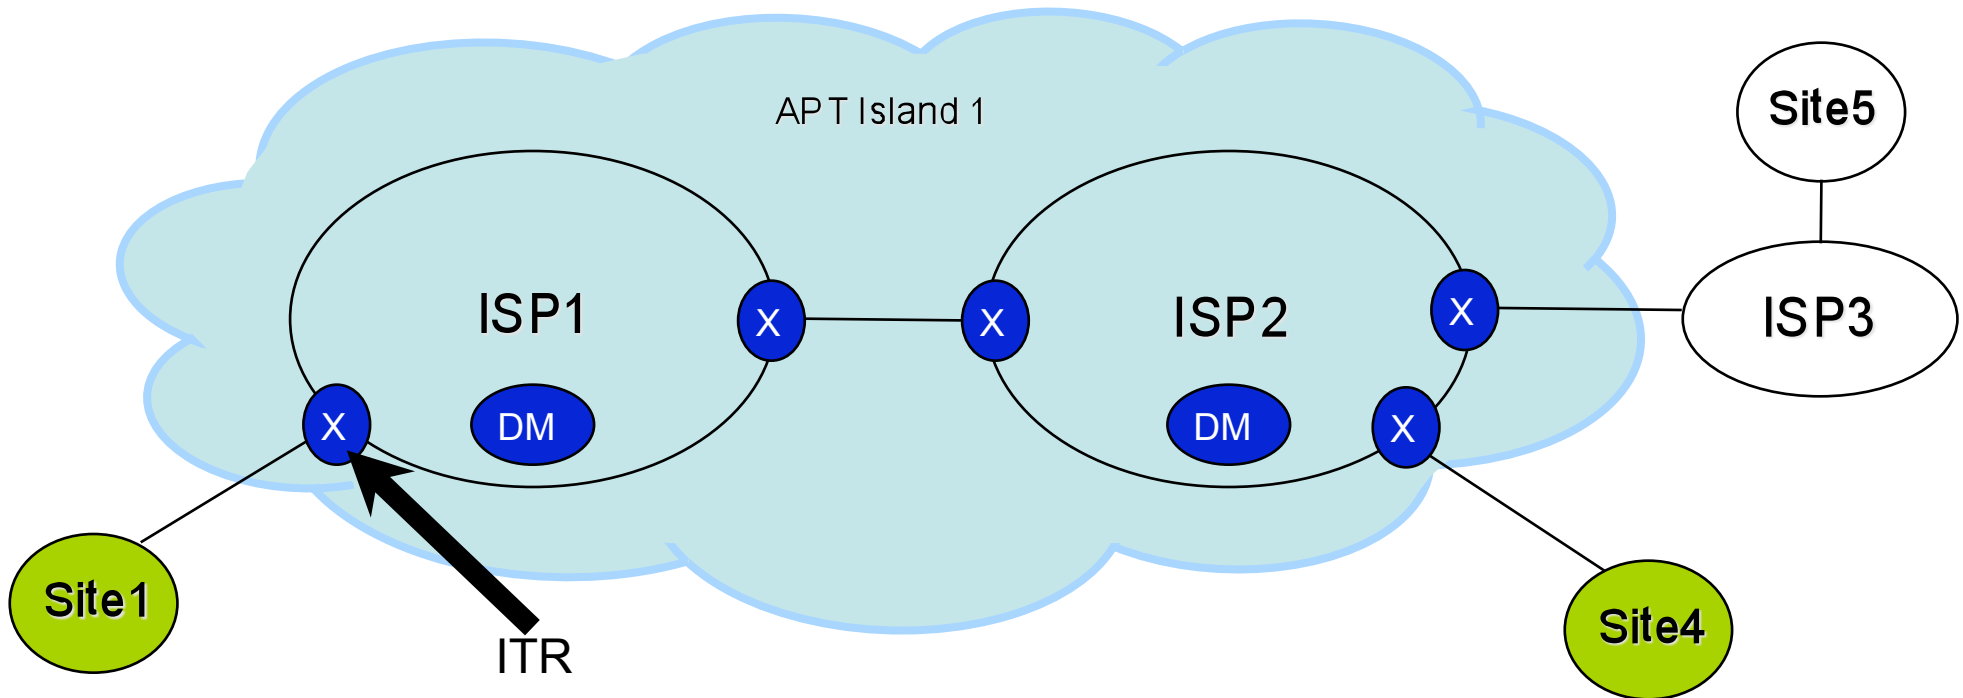 APT Island 1
Site5
ISP1
X
X
ISP2
X
ISP3
X
DM
DM
X
Site1
ITR
Site4